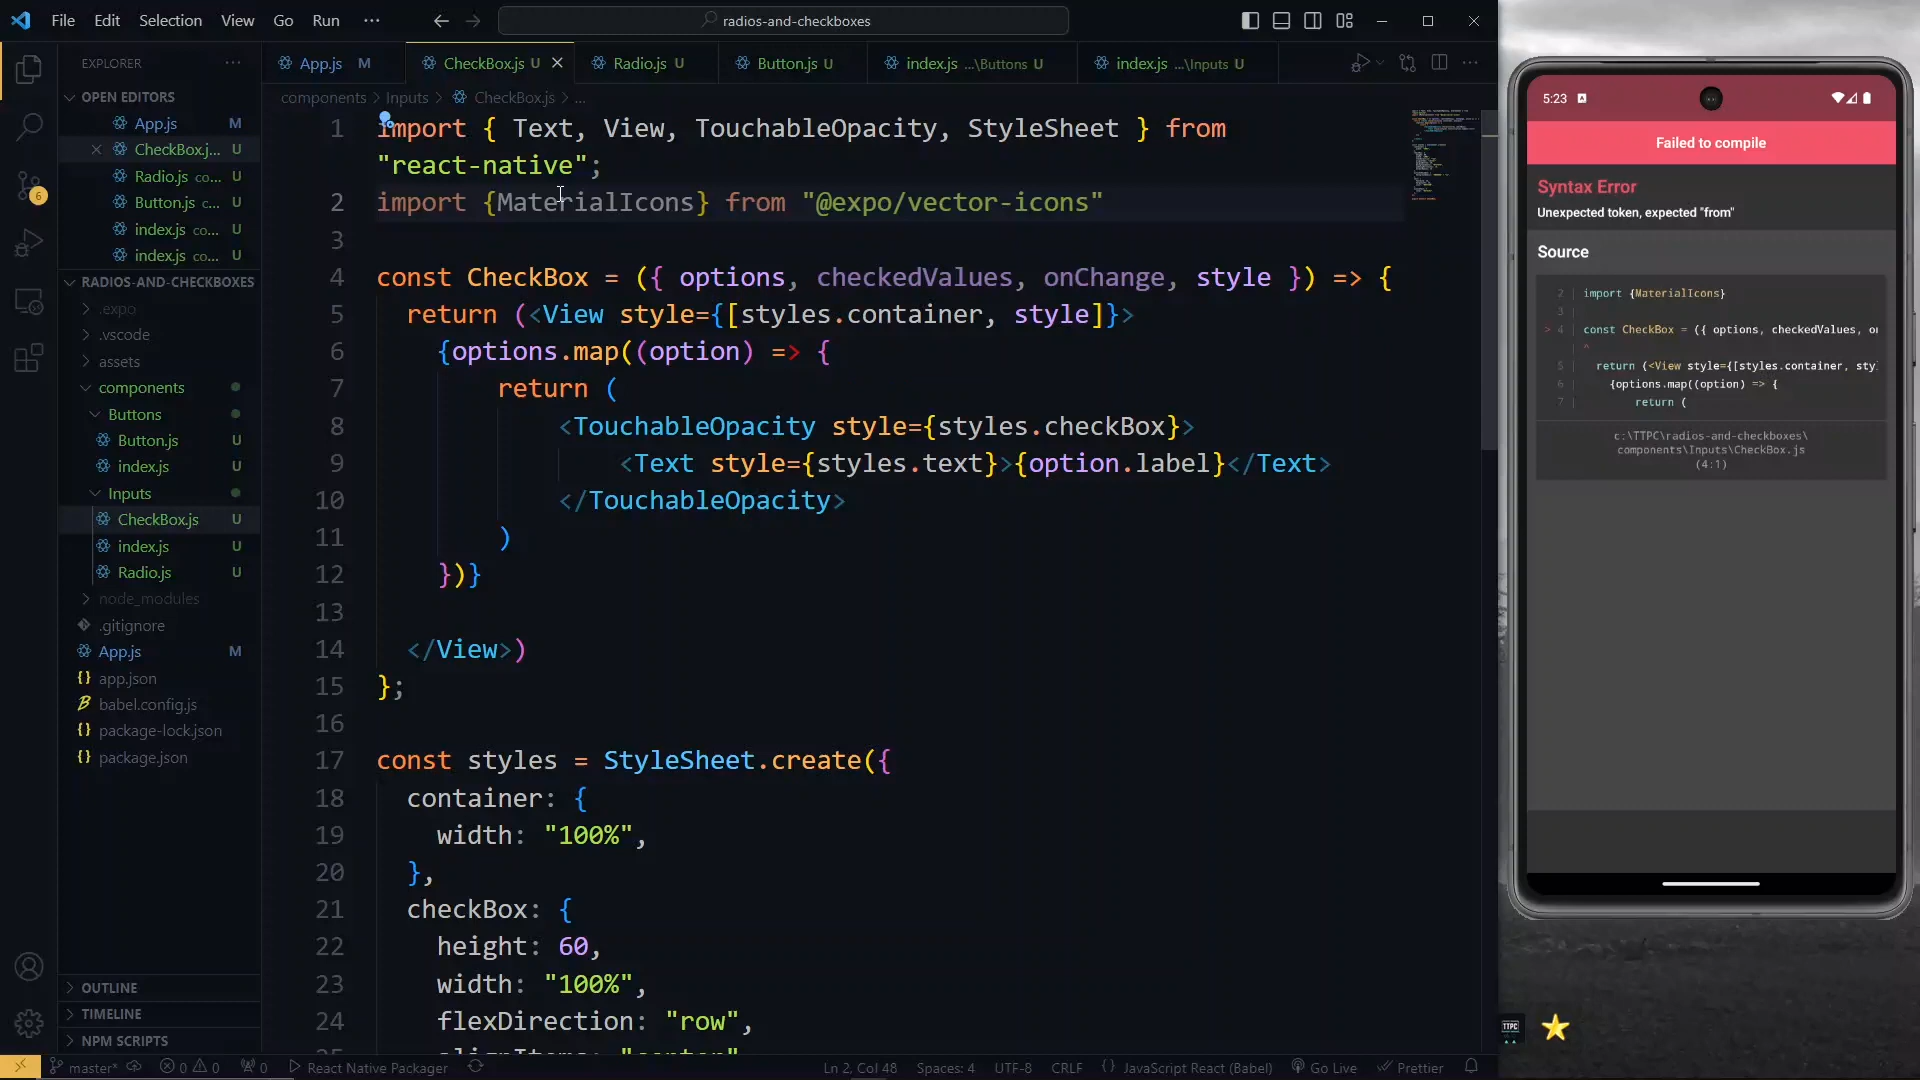 File Edit Selection View Go Run ···
radios-and-checkboxes
EXPLORER
OPEN EDITORS
App.js M
CheckBox.j... U
Radio.js co... U
Button.js c... U
index.js co... U
index.js co... U
RADIOS-AND-CHECKBOXES
.expo
.vscode
assets
components
Buttons
Button.js U
index.js U
Inputs
CheckBox.js U
index.js U
Radio.js U
node_modules
.gitignore
App.js M
app.json
babel.config.js
package-lock.json
package.json
OUTLINE
TIMELINE
NPM SCRIPTS
6
App.js M
CheckBox.js U
Radio.js U
Button.js U
index.js ...\Buttons U
index.js ...\Inputs U
components > Inputs > CheckBox.js > ...
1 import { Text, View, TouchableOpacity, StyleSheet } from
"react-native";
2 import {MaterialIcons} from "@expo/vector-icons"
3
4 const CheckBox = ({ options, checkedValues, onChange, style }) => {
5 return (<View style={[styles.container, style]}>
6 {options.map((option) => {
7 return (
8 <TouchableOpacity style={styles.checkBox}>
9 <Text style={styles.text}>{option.label}</Text>
10 </TouchableOpacity>
11 )
12 })}
13
14 </View>)
15 };
16
17 const styles = StyleSheet.create({
18 container: {
19 width: "100%",
20 },
21 checkBox: {
22 height: 60,
23 width: "100%",
24 flexDirection: "row",
25 alignItems: "center"
master* 0 0 0 React Native Packager
Ln 2, Col 48 Spaces: 4 UTF-8 CRLF JavaScript React (Babel) Go Live Prettier
5:23
Failed to compile
Syntax Error
Unexpected token, expected "from"
Source
2 | import {MaterialIcons}
3 |
> 4 | const CheckBox = ({ options, checkedValues, on
| ^
5 | return (<View style={[styles.container, sty
6 | {options.map((option) => {
7 | return (
c:\TTPC\radios-and-checkboxes\
components\Inputs\CheckBox.js
(4:1)
TTPC